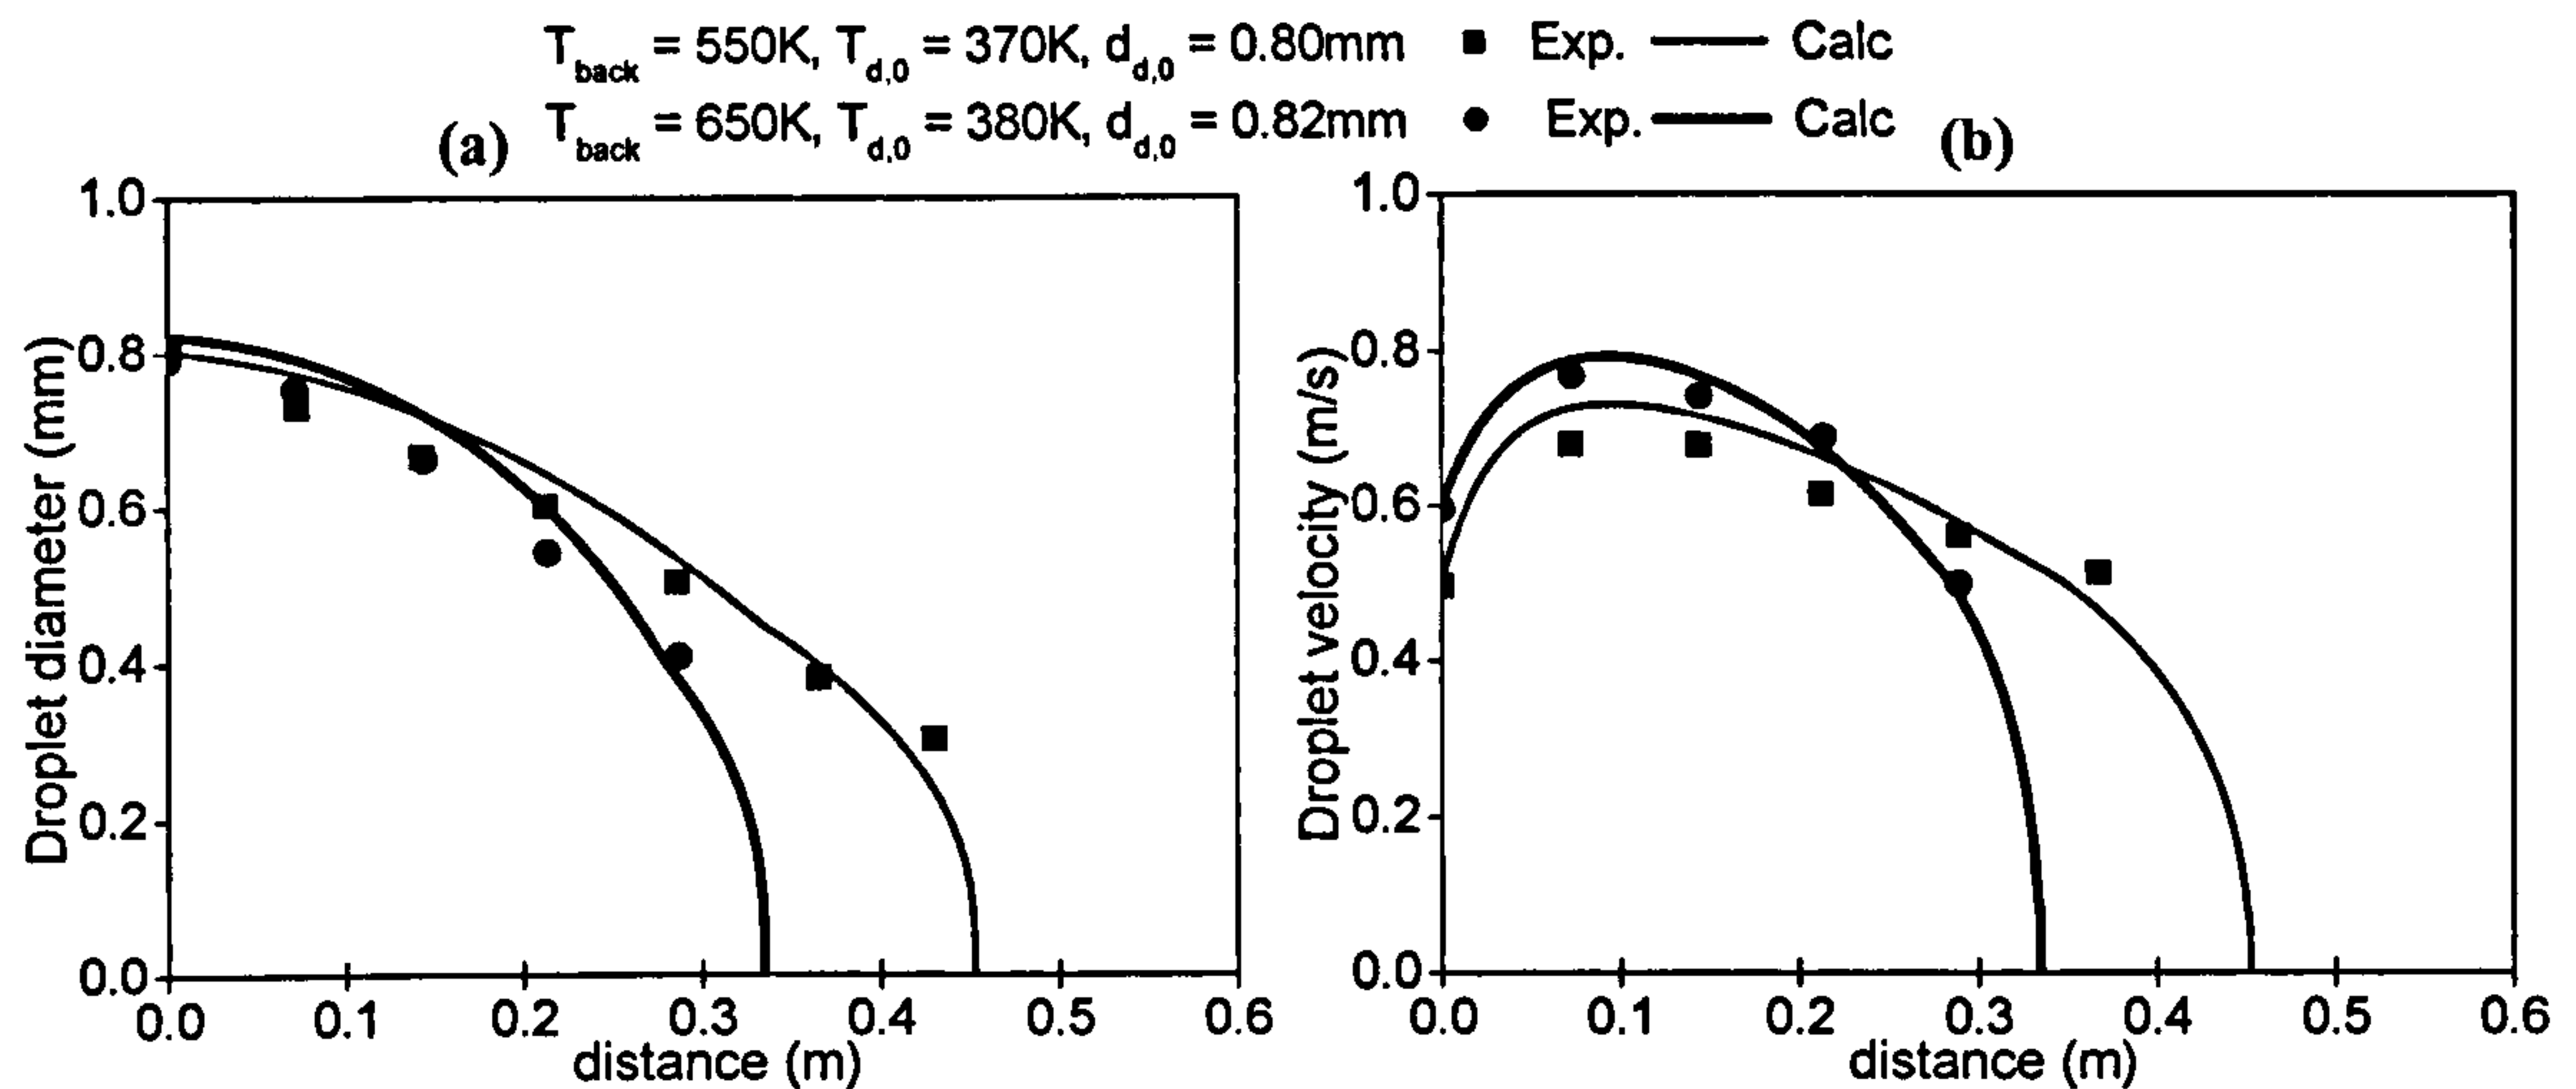 T_back = 550K, T_d,0 = 370K, d_d,0 = 0.80mm ■ Exp. — Calc
T_back = 650K, T_d,0 = 380K, d_d,0 = 0.82mm ● Exp. — Calc
(a)
Droplet diameter (mm)
1.0
0.8
0.6
0.4
0.2
0.0
0.0 0.1 0.2 0.3 0.4 0.5 0.6
distance (m)
(b)
Droplet velocity (m/s)
1.0
0.8
0.6
0.4
0.2
0.0
0.0 0.1 0.2 0.3 0.4 0.5 0.6
distance (m)